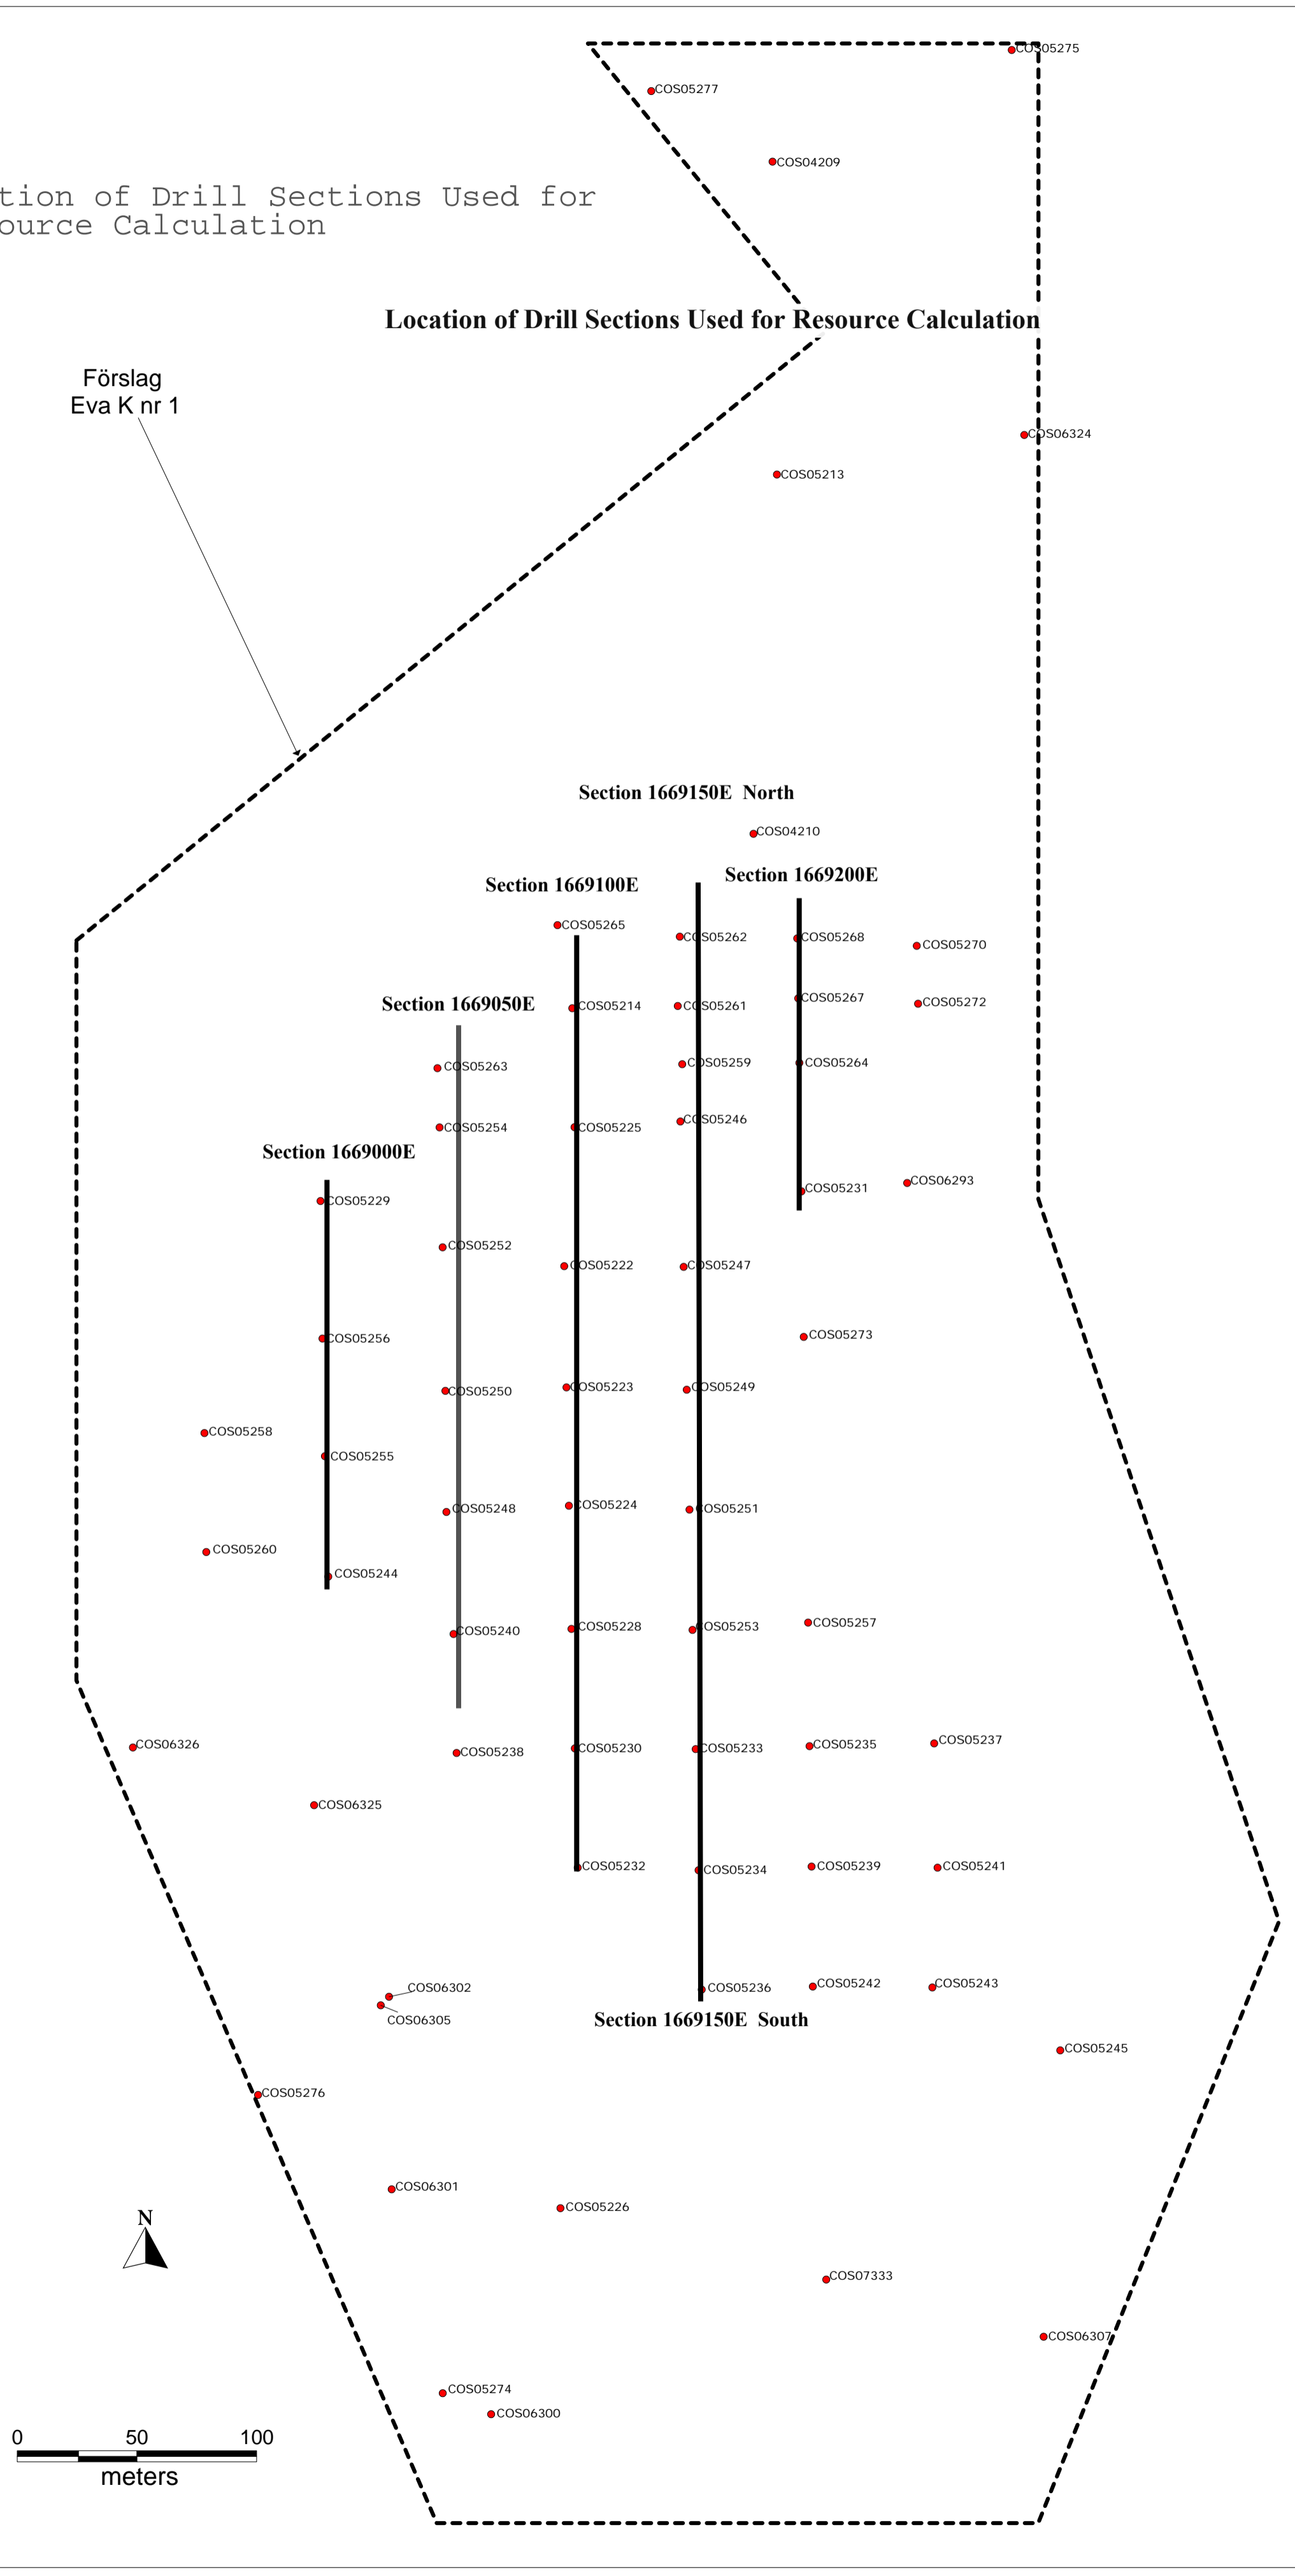 COS05275
COS05277
COS04209
tion of Drill Sections Used for
ource Calculation
Location of Drill Sections Used for Resource Calculation
Förslag
Eva K nr 1
COS06324
COS05213
Section 1669150E North
COS04210
Section 1669200E
Section 1669100E
COS05265
COS05262
COS05268
COS05270
Section 1669050E
COS05214
COS05261
COS05267
COS05272
COS05263
COS05259
COS05264
COS05254
COS05225
COS05246
Section 1669000E
COS05229
COS05231
COS06293
COS05252
COS05222
COS05247
COS05256
COS05273
COS05250
COS05223
COS05249
COS05258
COS05255
COS05248
COS05224
COS05251
COS05260
COS05244
COS05240
COS05228
COS05253
COS05257
COS06326
COS05238
COS05230
COS05233
COS05235
COS05237
COS06325
COS05232
COS05234
COS05239
COS05241
COS06302
COS06305
COS05236
COS05242
COS05243
Section 1669150E South
COS05245
COS05276
COS06301
COS05226
N
COS07333
COS06307
COS05274
COS06300
0 50 100
meters